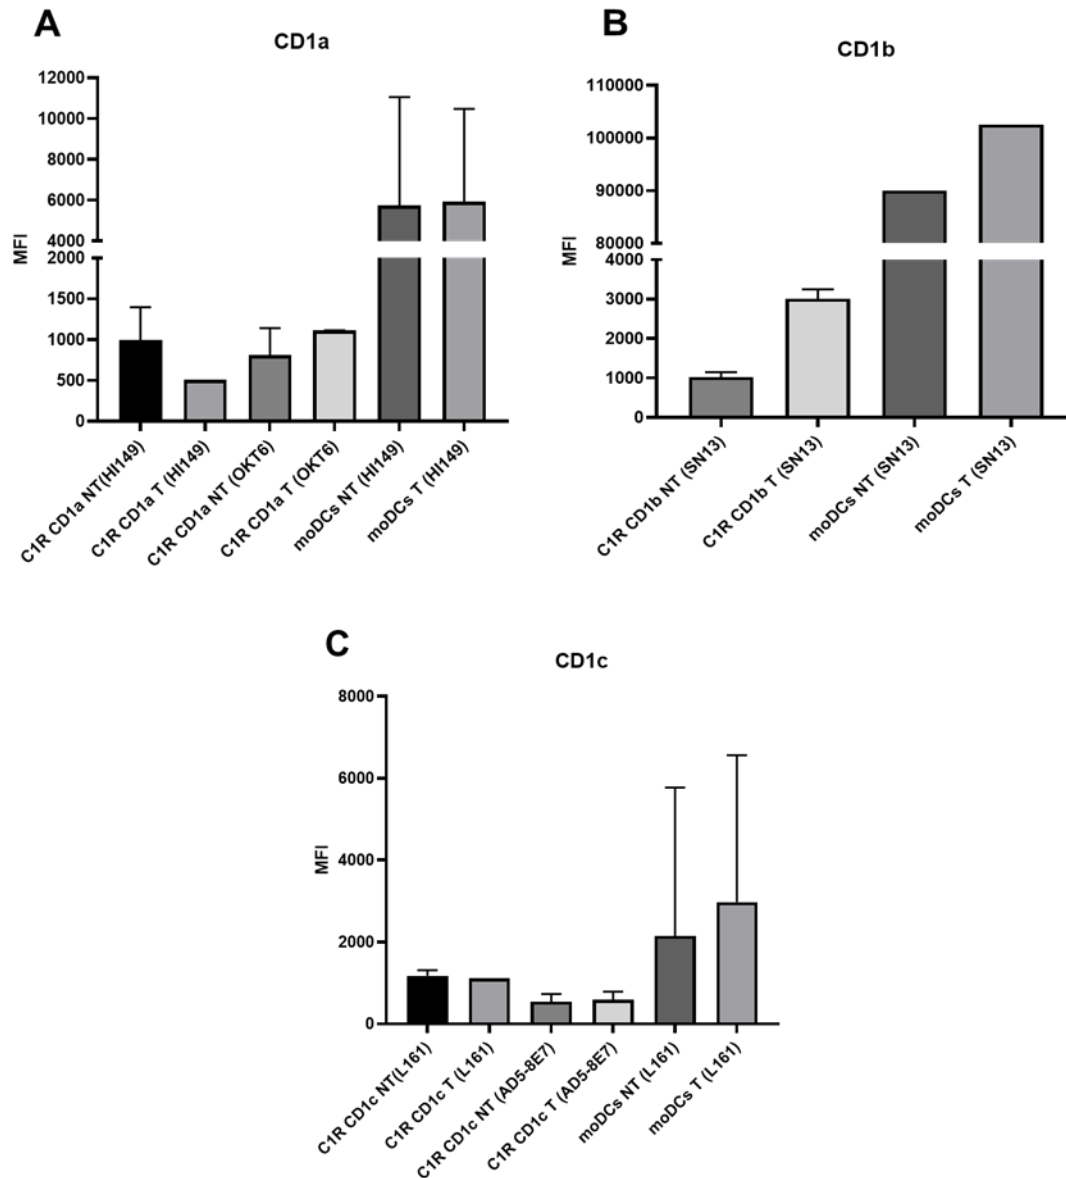 A
CD1a
MFI
12000
10000
8000
6000
4000
2000
1500
1000
500
0
C1R CD1a NT(HI149)
C1R CD1a T (HI149)
C1R CD1a NT (OKT6)
C1R CD1a T (OKT6)
moDCs NT (HI149)
moDCs T (HI149)
B
CD1b
MFI
110000
100000
90000
80000
4000
3000
2000
1000
0
C1R CD1b NT (SN13)
C1R CD1b T (SN13)
moDCs NT (SN13)
moDCs T (SN13)
C
CD1c
MFI
8000
6000
4000
2000
0
C1R CD1c NT(L161)
C1R CD1c T (L161)
C1R CD1c NT (AD5-8E7)
C1R CD1c T (AD5-8E7)
moDCs NT (L161)
moDCs T (L161)